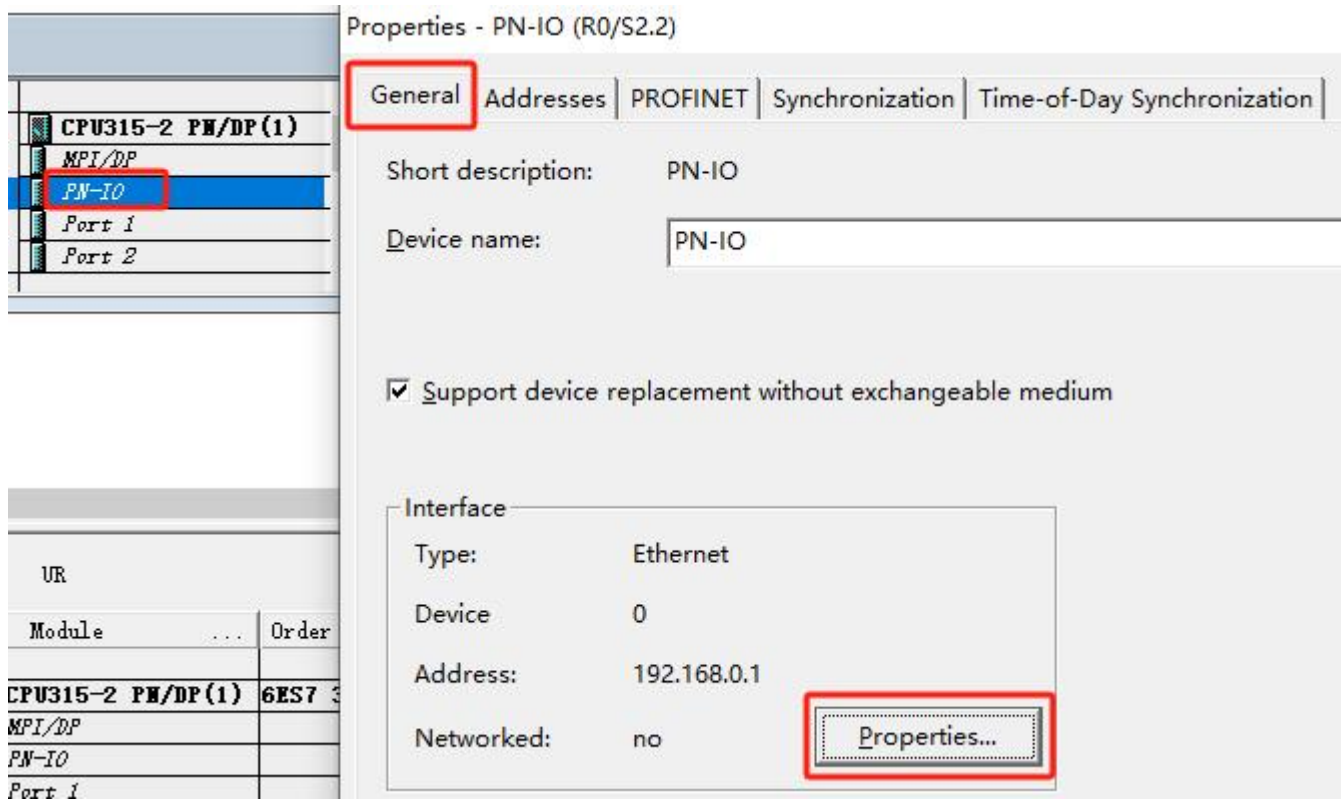 Properties - PN-IO (R0/S2.2)
General Addresses PROFINET Synchronization Time-of-Day Synchronization
CPU315-2 PN/DP(1)
MPI/DP
PN-IO
Port 1
Port 2
Short description: PN-IO
Device name: PN-IO
Support device replacement without exchangeable medium
Interface
Type: Ethernet
Device 0
Address: 192.168.0.1
Networked: no
Properties...
UR
Module ... Order
CPU315-2 PN/DP(1) 6ES7 3
MPI/DP
PN-IO
Port 1